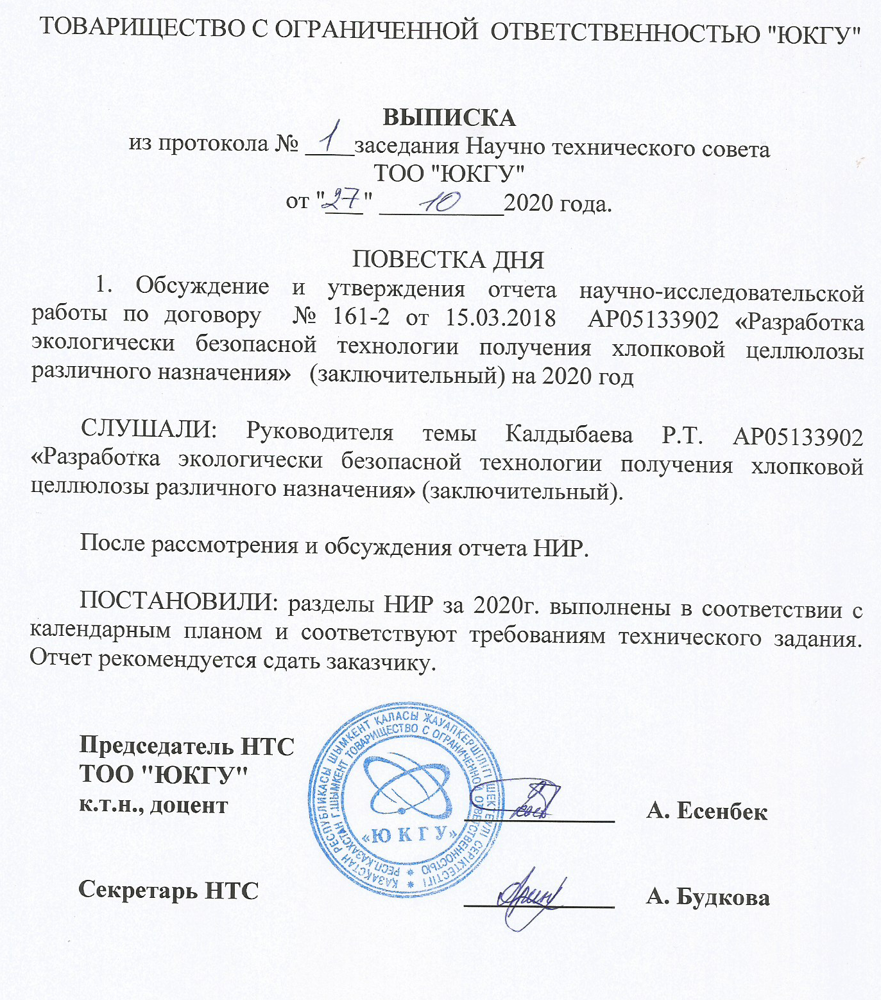 ТОВАРИЩЕСТВО С ОГРАНИЧЕННОЙ ОТВЕТСТВЕННОСТЬЮ "ЮКГУ"
ВЫПИСКА
из протокола № 1 заседания Научно технического совета
ТОО "ЮКГУ"
от "27" 10 2020 года.
ПОВЕСТКА ДНЯ
1. Обсуждение и утверждения отчета научно-исследовательской
работы по договору № 161-2 от 15.03.2018 АР05133902 «Разработка
экологически безопасной технологии получения хлопковой целлюлозы
различного назначения» (заключительный) на 2020 год
СЛУШАЛИ: Руководителя темы Калдыбаева Р.Т. АР05133902
«Разработка экологически безопасной технологии получения хлопковой
целлюлозы различного назначения» (заключительный).
После рассмотрения и обсуждения отчета НИР.
ПОСТАНОВИЛИ: разделы НИР за 2020г. выполнены в соответствии с
календарным планом и соответствуют требованиям технического задания.
Отчет рекомендуется сдать заказчику.
Председатель НТС
ТОО "ЮКГУ"
к.т.н., доцент
А. Есенбек
ҚАЗАҚСТАН РЕСПУБЛИКАСЫ ШЫМКЕНТ ҚАЛАСЫ ЖАУАПКЕРШІЛІГІ ШЕКТЕУЛІ СЕРІКТЕСТІГІ
РЕСП.КАЗАХСТАН Г.ШЫМКЕНТ ТОВАРИЩЕСТВО С ОГРАНИЧЕННОЙ ОТВЕТСТВЕННОСТЬЮ
«ЮКГУ»
Секретарь НТС
А. Будкова